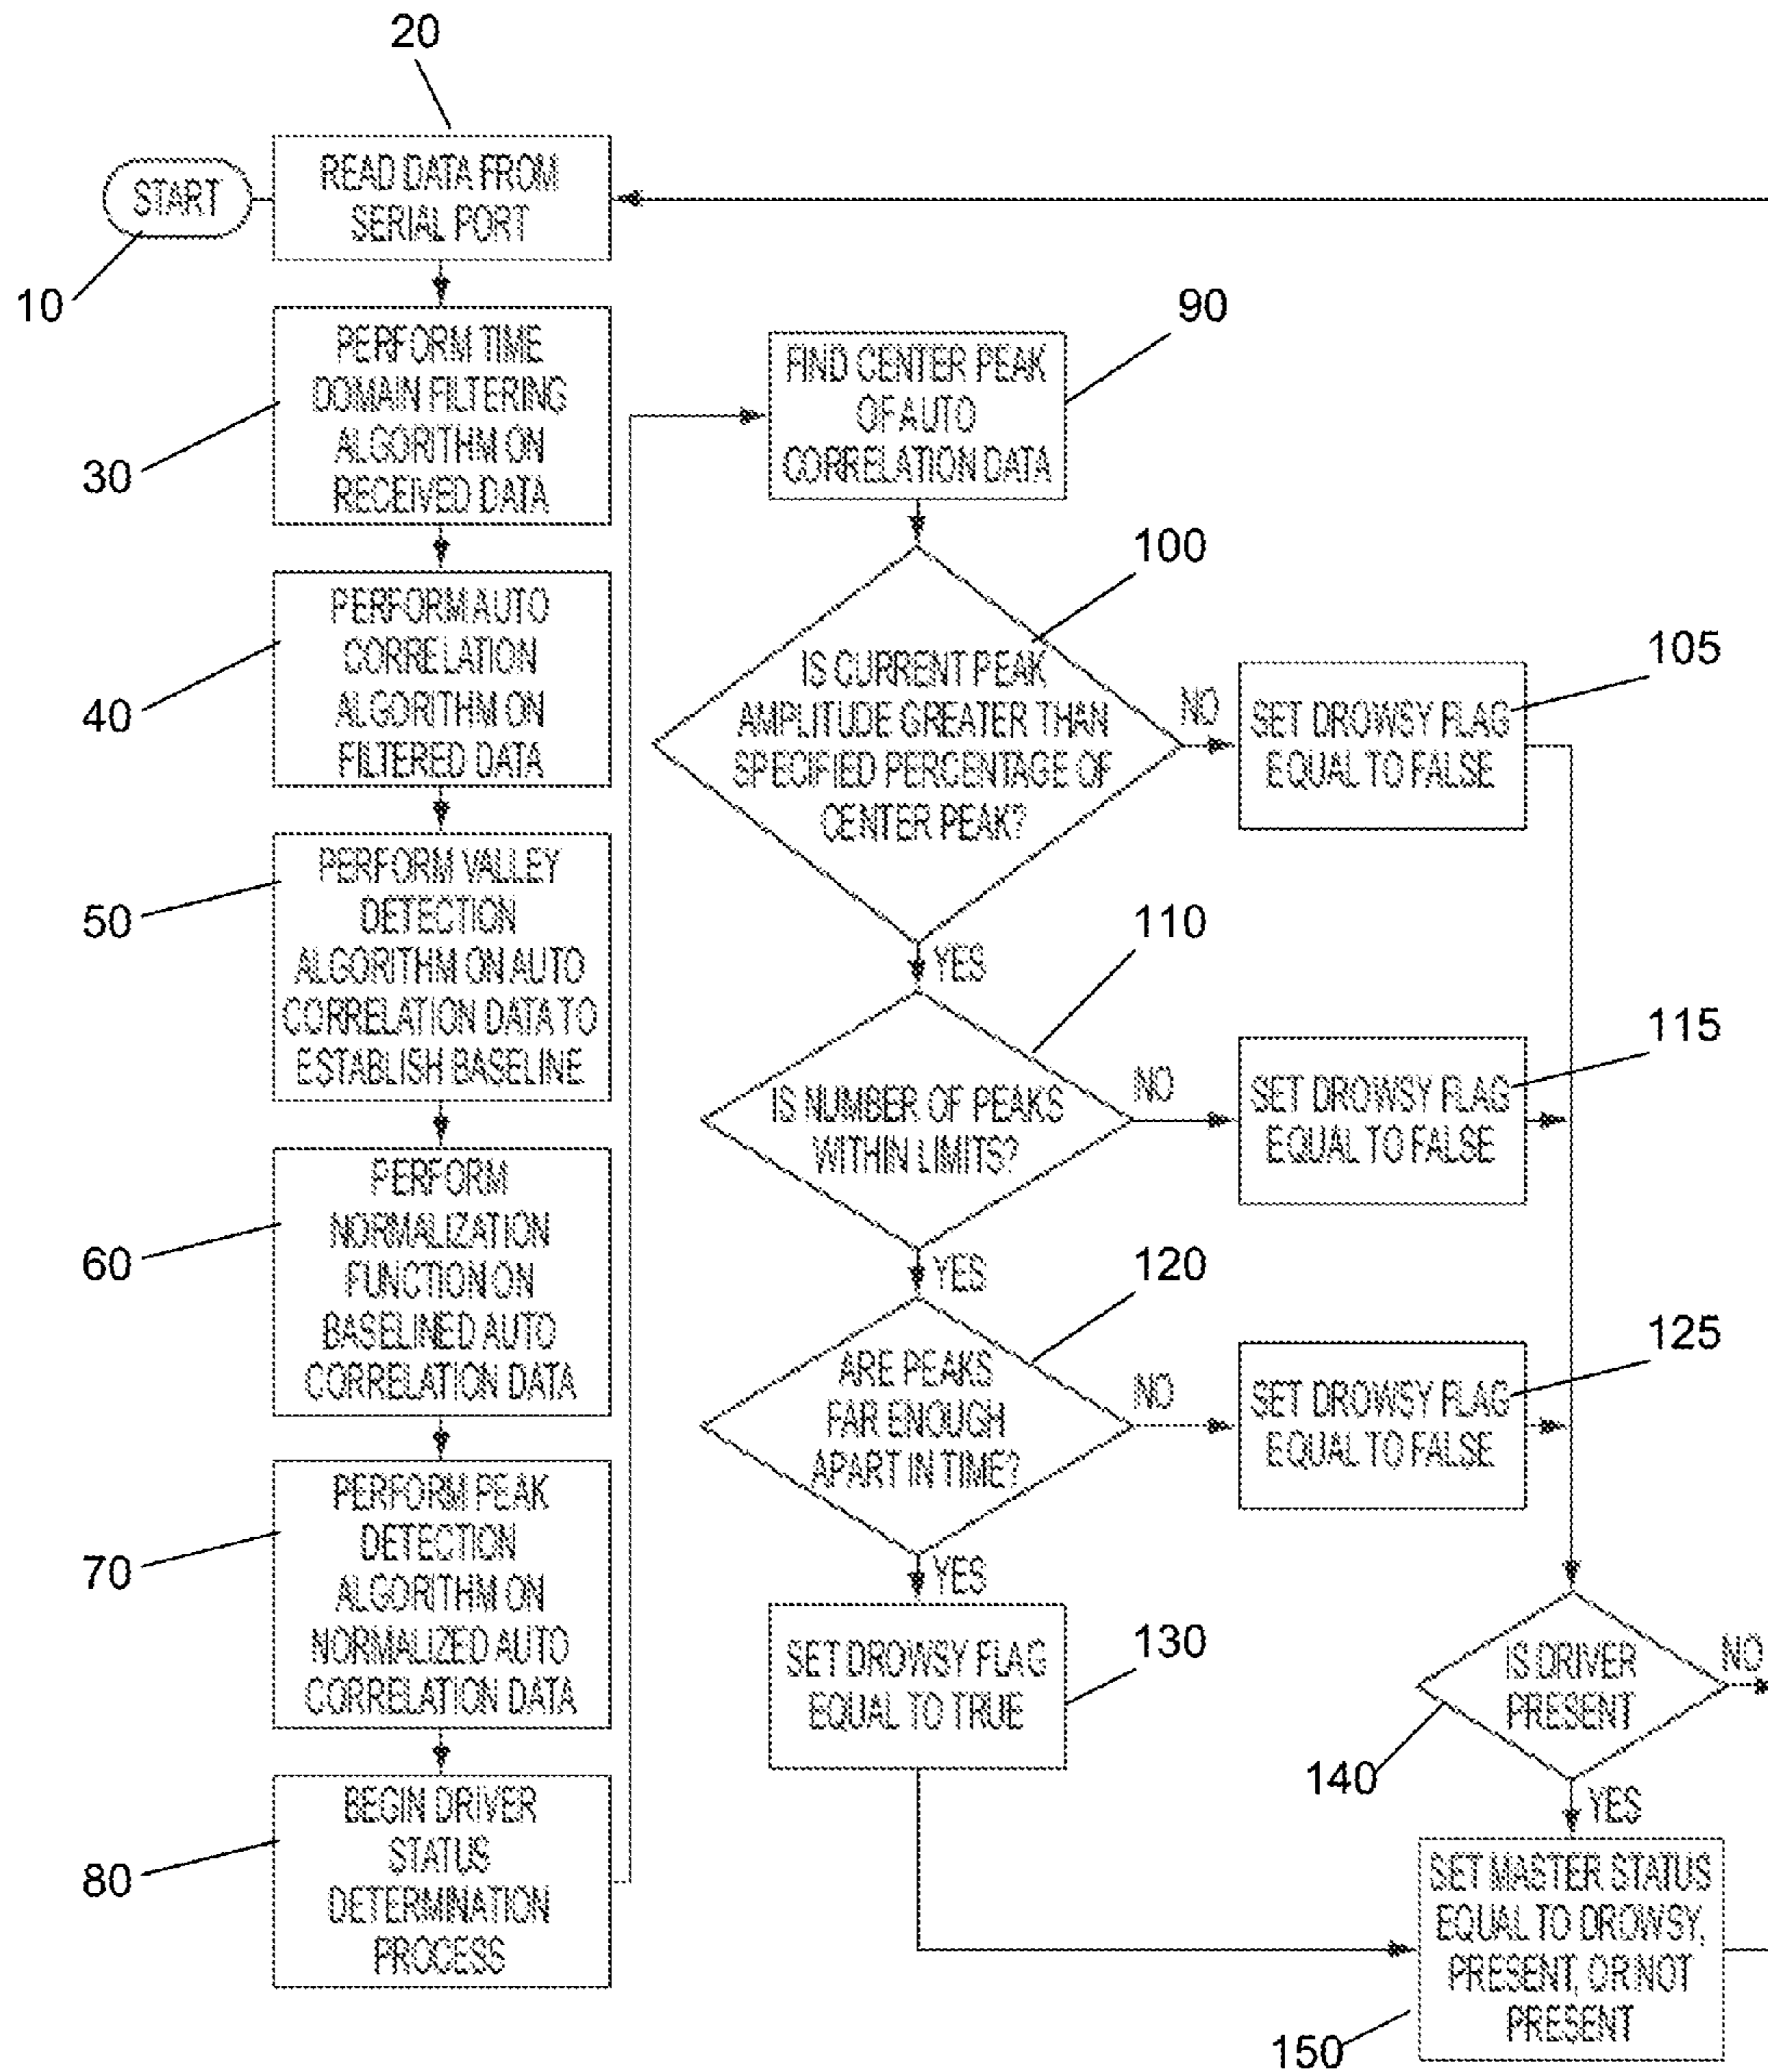 20
START
READ DATA FROM
SERIAL PORT
10
PERFORM TIME
DOMAIN FILTERING
ALGORITHM ON
RECEIVED DATA
30
PERFORM AUTO
CORRELATION
ALGORITHM ON
FILTERED DATA
40
PERFORM VALLEY
DETECTION
ALGORITHM ON AUTO
CORRELATION DATA TO
ESTABLISH BASELINE
50
PERFORM
NORMALIZATION
FUNCTION ON
BASELINED AUTO
CORRELATION DATA
60
PERFORM PEAK
DETECTION
ALGORITHM ON
NORMALIZED AUTO
CORRELATION DATA
70
BEGIN DRIVER
STATUS
DETERMINATION
PROCESS
80
90
FIND CENTER PEAK
OF AUTO
CORRELATION DATA
100
IS CURRENT PEAK
AMPLITUDE GREATER THAN
SPECIFIED PERCENTAGE OF
CENTER PEAK?
NO
105
SET DROWSY FLAG
EQUAL TO FALSE
YES
110
IS NUMBER OF PEAKS
WITHIN LIMITS?
NO
115
SET DROWSY FLAG
EQUAL TO FALSE
YES
120
ARE PEAKS
FAR ENOUGH
APART IN TIME?
NO
125
SET DROWSY FLAG
EQUAL TO FALSE
YES
SET DROWSY FLAG
EQUAL TO TRUE
130
IS DRIVER
PRESENT
NO
140
YES
SET MASTER STATUS
EQUAL TO DROWSY,
PRESENT, OR NOT
PRESENT
150